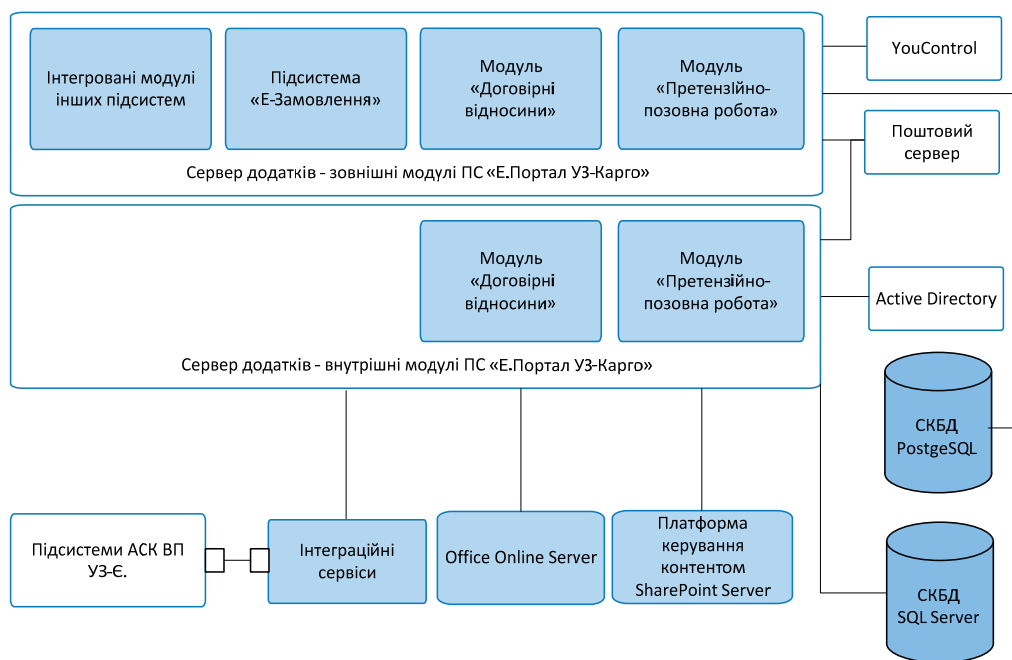 Інтегровані модулі
інших підсистем
Підсистема
«Е-Замовлення»
Модуль
«Договірні
відносини»
Модуль
«Претензійно-
позовна робота»
Сервер додатків - зовнішні модулі ПС «Е.Портал УЗ-Карго»
YouControl
Поштовий
сервер
Модуль
«Договірні
відносини»
Модуль
«Претензійно-
позовна робота»
Сервер додатків - внутрішні модулі ПС «Е.Портал УЗ-Карго»
Active Directory
СКБД
PostgeSQL
Підсистеми АСК ВП
УЗ-Є.
Інтеграційні
сервіси
Office Online Server
Платформа
керування
контентом
SharePoint Server
СКБД
SQL Server